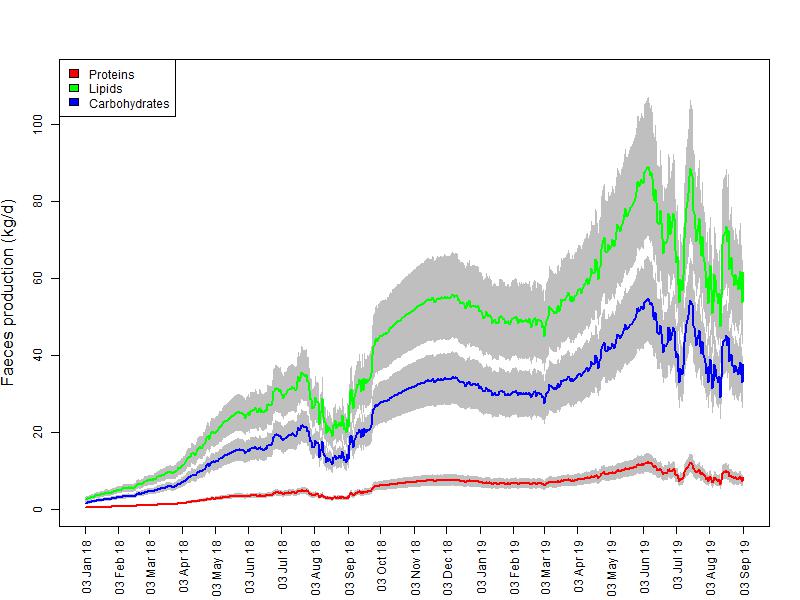 Proteins
Lipids
Carbohydrates
Faeces production (kg/d)
100
80
60
40
20
0
03 Jan 18
03 Feb 18
03 Mar 18
03 Apr 18
03 May 18
03 Jun 18
03 Jul 18
03 Aug 18
03 Sep 18
03 Oct 18
03 Nov 18
03 Dec 18
03 Jan 19
03 Feb 19
03 Mar 19
03 Apr 19
03 May 19
03 Jun 19
03 Jul 19
03 Aug 19
03 Sep 19